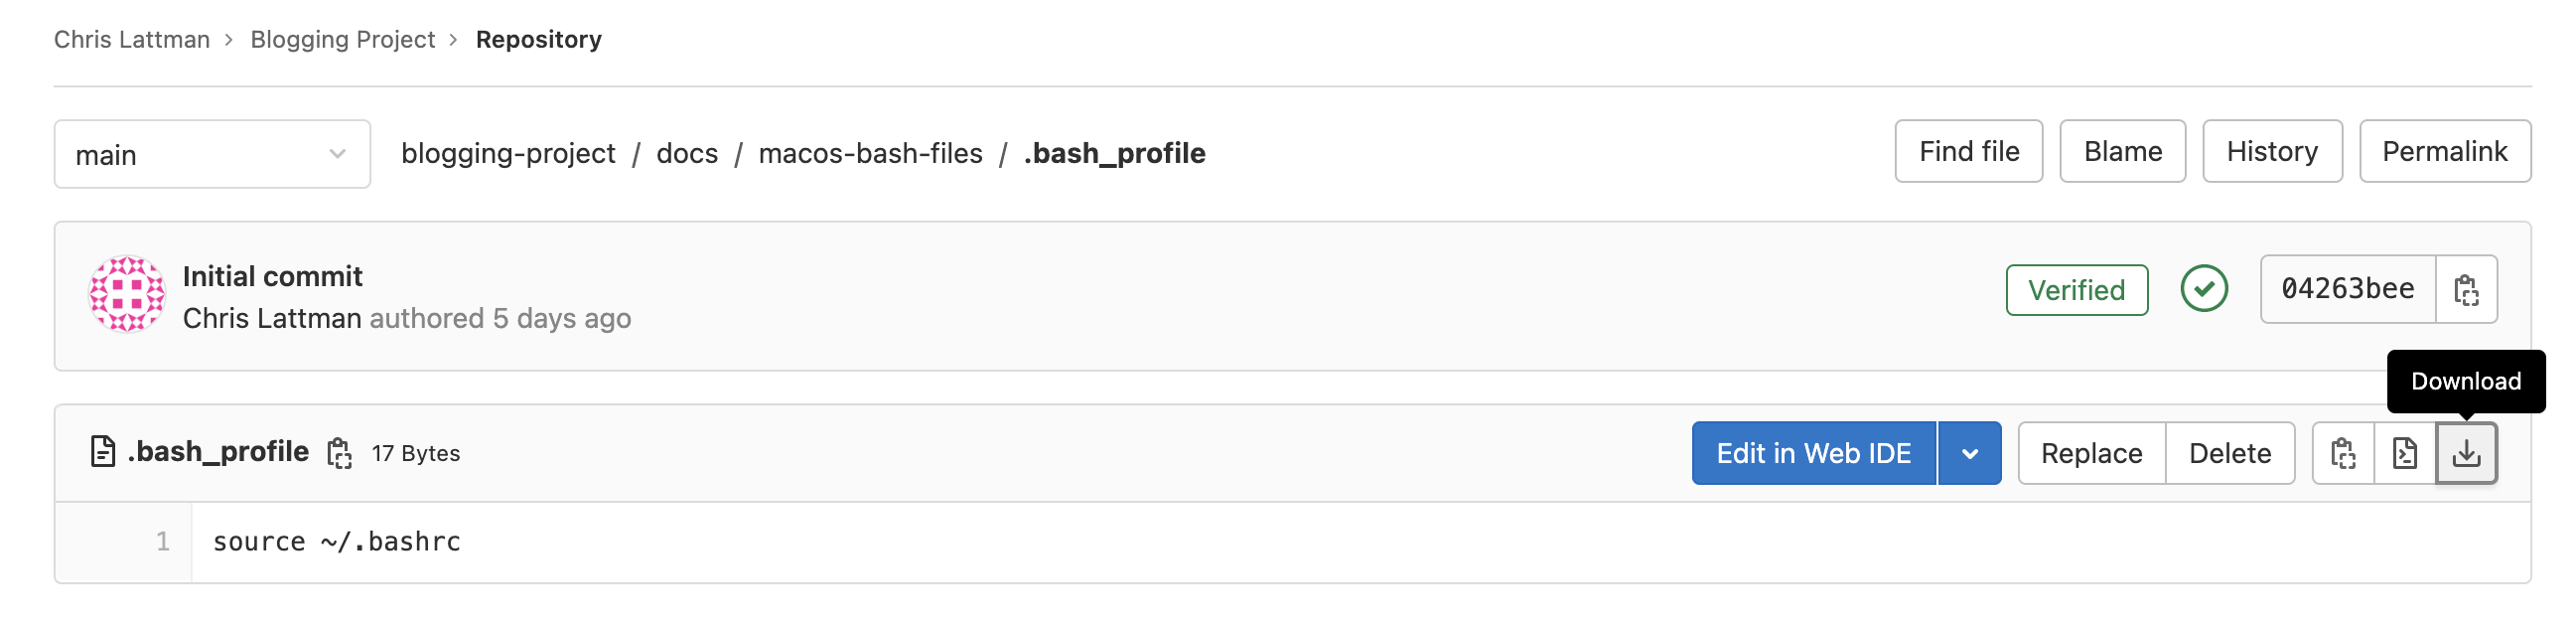 Chris Lattman > Blogging Project > Repository
main
blogging-project / docs / macos-bash-files / .bash_profile
Find file
Blame
History
Permalink
Initial commit
Chris Lattman authored 5 days ago
Verified
04263bee
Download
.bash_profile 17 Bytes
Edit in Web IDE
Replace
Delete
1 source ~/.bashrc